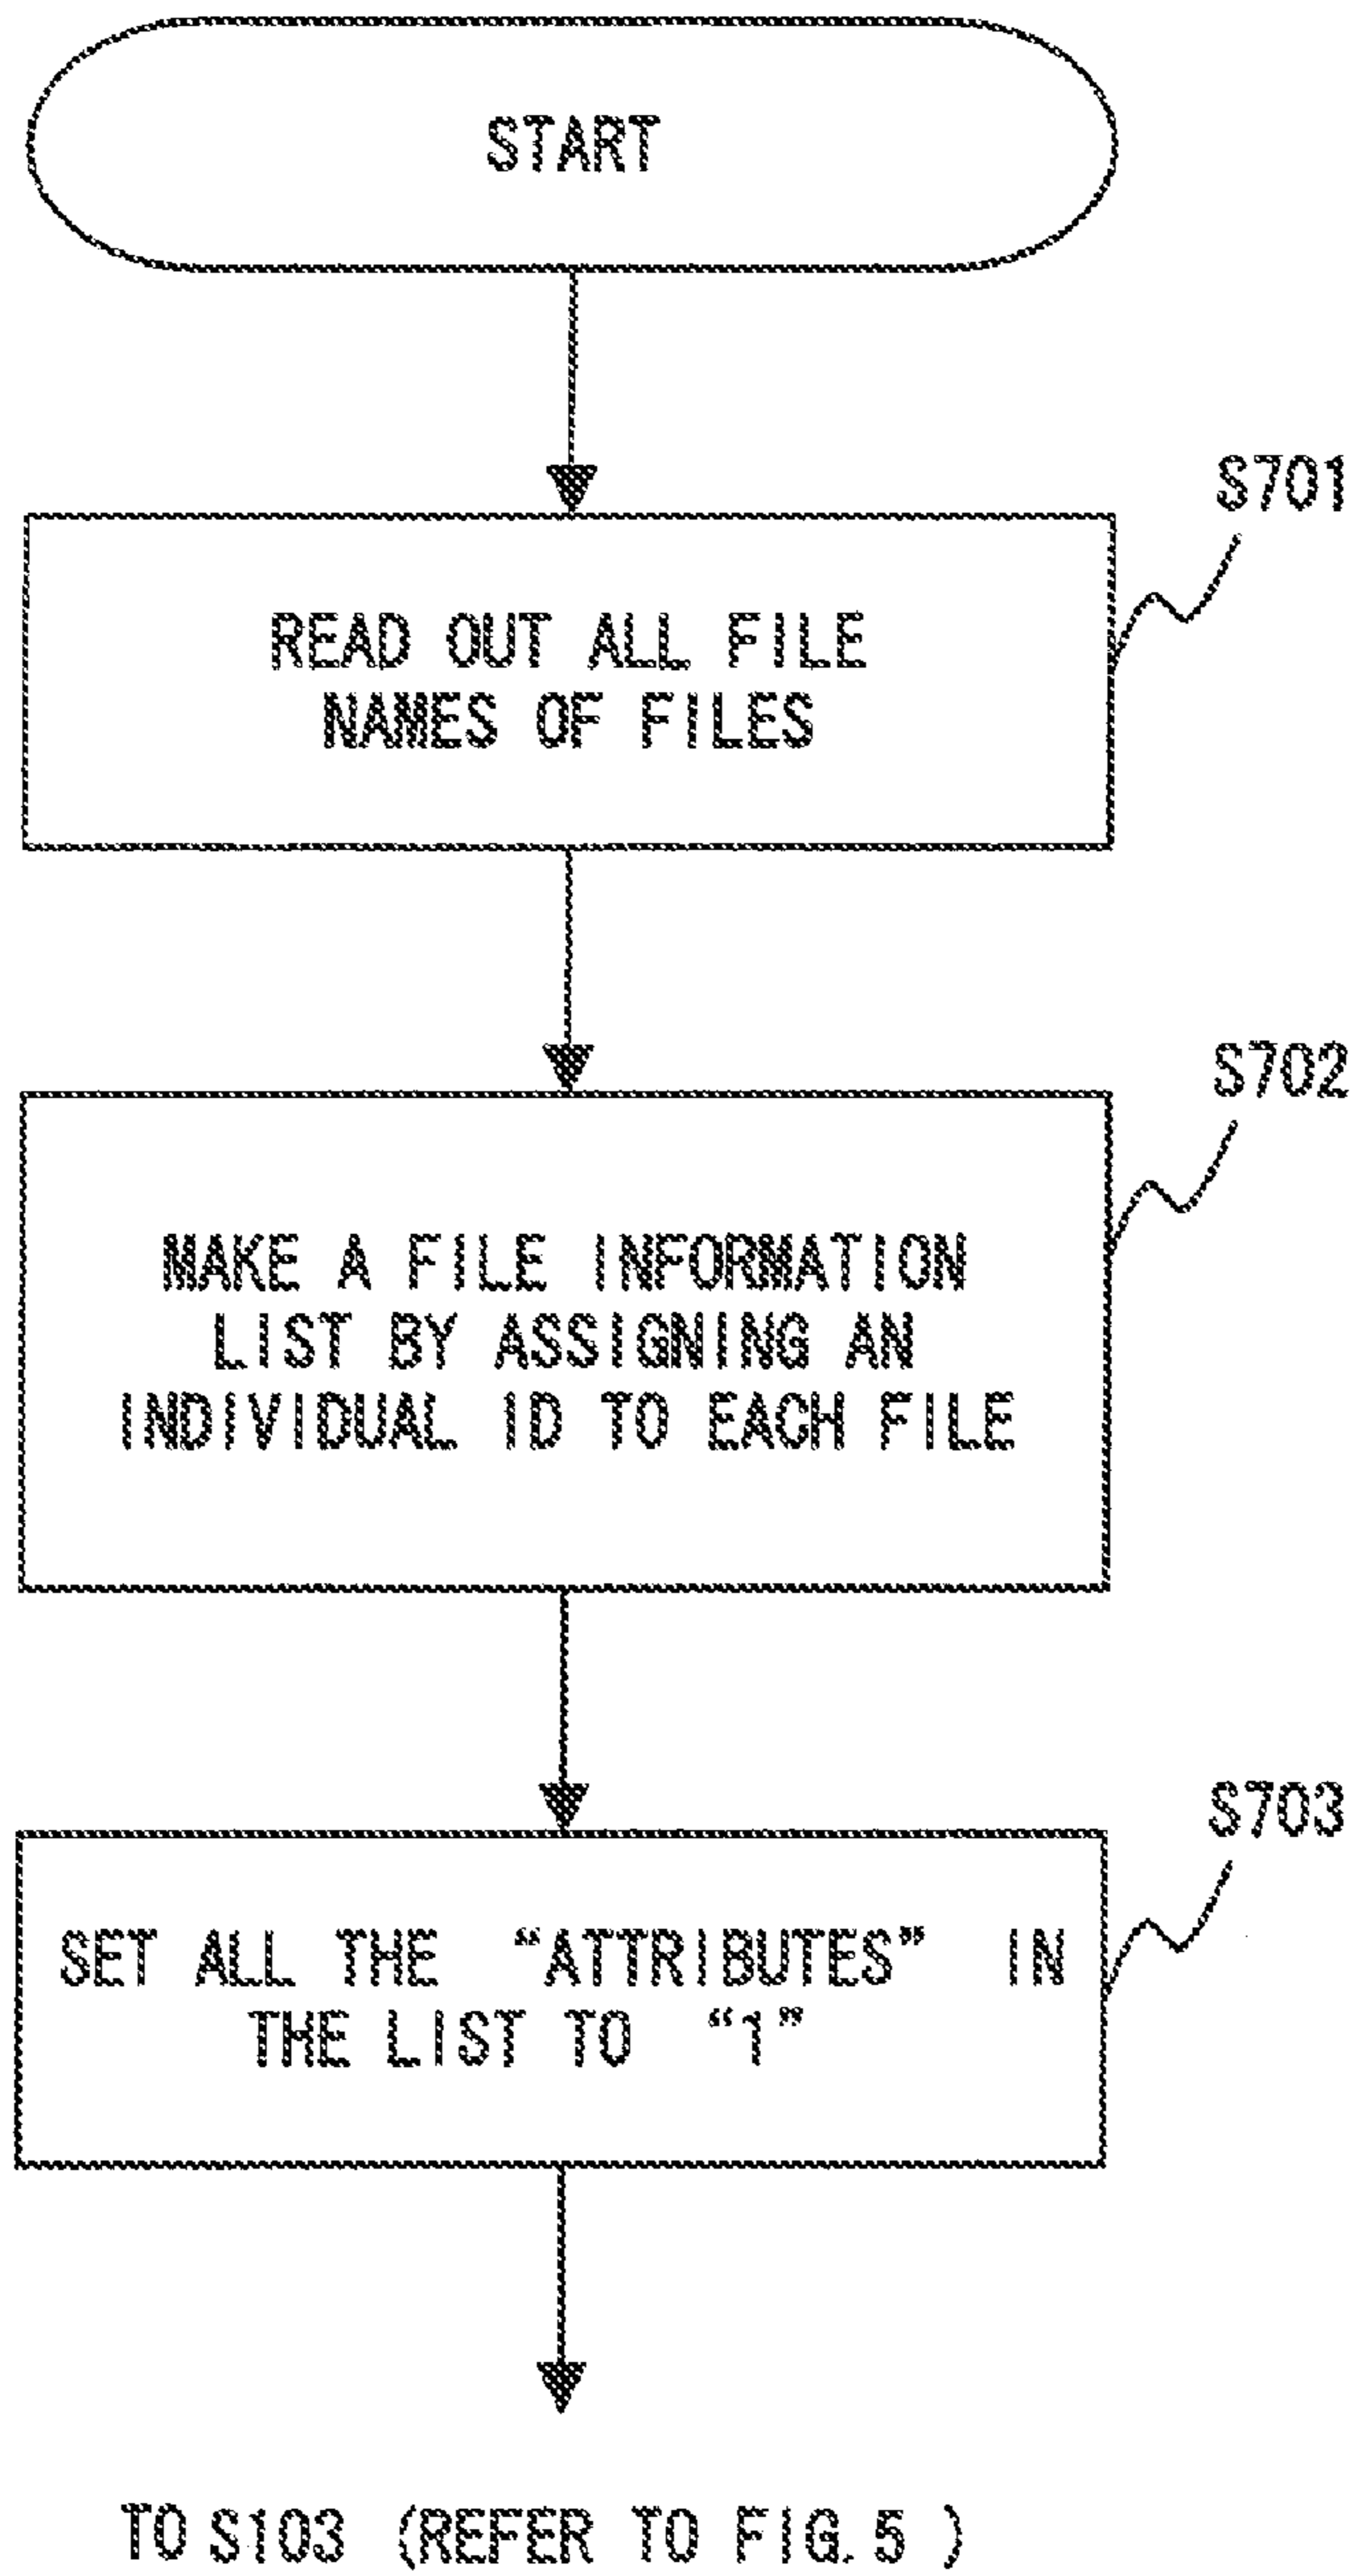 START
S701
READ OUT ALL FILE
NAMES OF FILES
S702
MAKE A FILE INFORMATION
LIST BY ASSIGNING AN
INDIVIDUAL ID TO EACH FILE
S703
SET ALL THE “ATTRIBUTES” IN
THE LIST TO “1”
TO S103 (REFER TO FIG. 5 )